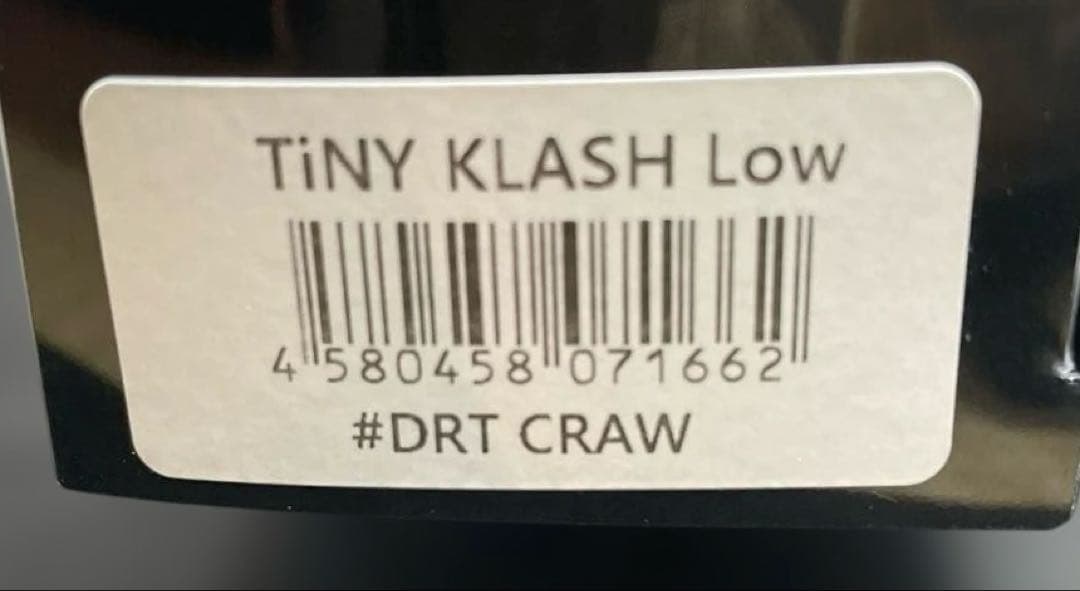 TiNY KLASH Low
4 580458 071662
#DRT CRAW